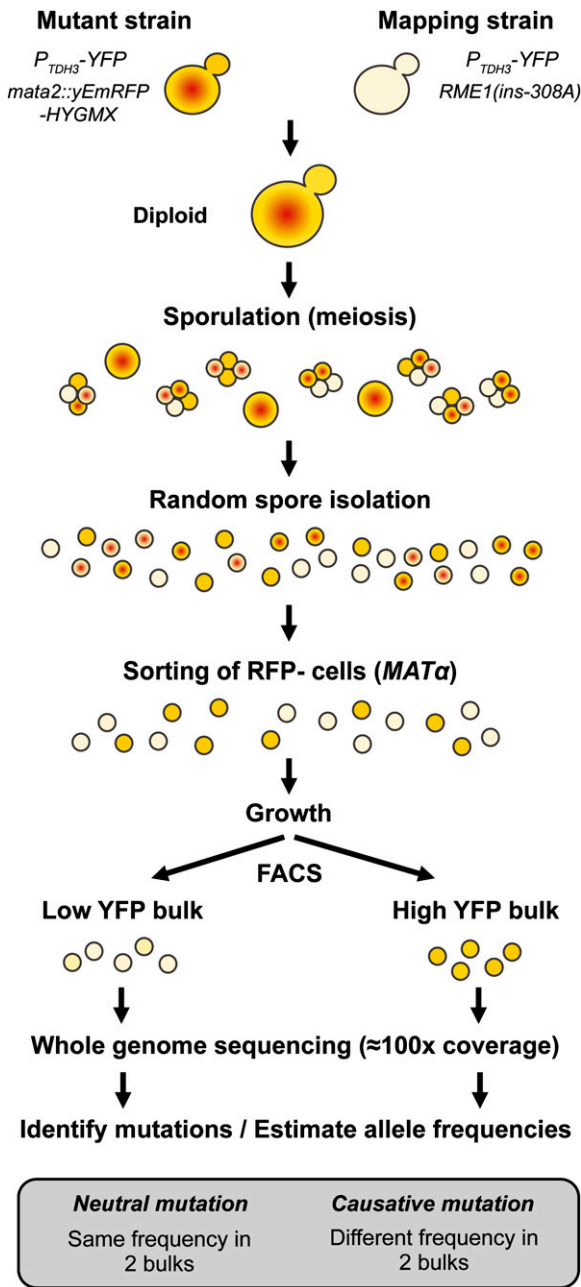 Mutant strain
P_TDH3-YFP
mata2::yEmRFP
-HYGMX
Mapping strain
P_TDH3-YFP
RME1(ins-308A)
Diploid
Sporulation (meiosis)
Random spore isolation
Sorting of RFP- cells (MATα)
Growth
FACS
Low YFP bulk
High YFP bulk
Whole genome sequencing (≈100x coverage)
Identify mutations / Estimate allele frequencies
Neutral mutation
Same frequency in
2 bulks
Causative mutation
Different frequency in
2 bulks